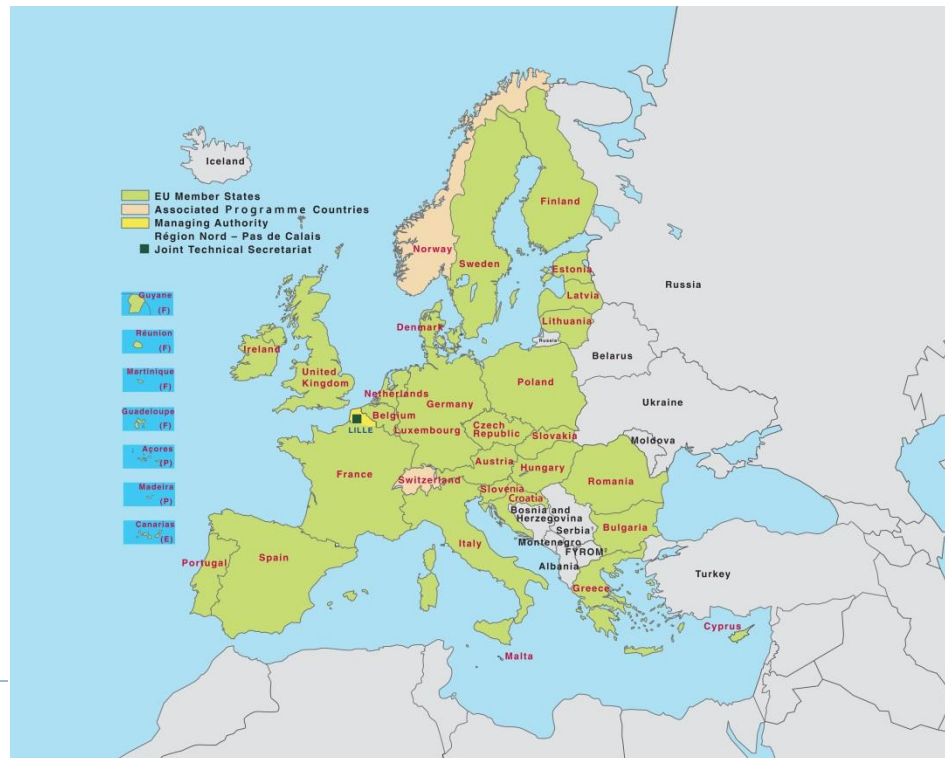 Iceland
EU Member States
Associated Programme Countries
Managing Authority
Région Nord – Pas de Calais
Joint Technical Secretariat
Guyane
(F)
Réunion
(F)
Martinique
(F)
Guadeloupe
(F)
Açores
(P)
Madeira
(P)
Canarias
(E)
Finland
Norway
Sweden
Estonia
Russia
Latvia
Lithuania
Denmark
Russia
Ireland
United
Kingdom
Belarus
Netherlands
Poland
Germany
Ukraine
Belgium
LILLE
Luxembourg
Czech
Republic
Slovakia
Moldova
Austria
Hungary
France
Switzerland
Romania
Slovenia
Croatia
Bosnia and
Herzegovina
Serbia
Bulgaria
Montenegro
FYROM
Italy
Spain
Portugal
Albania
Turkey
Greece
Cyprus
Malta